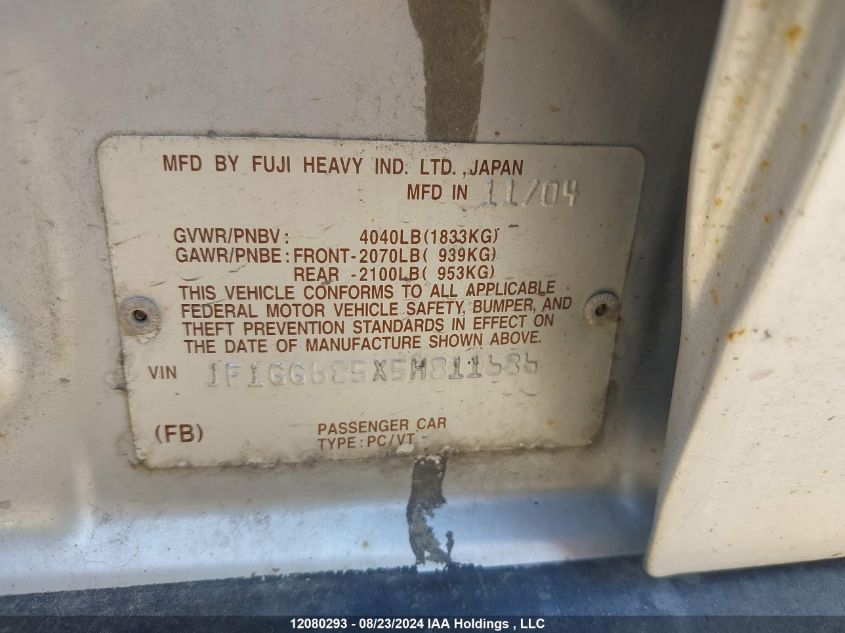 MFD BY FUJI HEAVY IND. LTD., JAPAN
MFD IN 11/04
GVWR/PNBV: 4040LB(1833KG)
GAWR/PNBE: FRONT-2070LB( 939KG)
REAR -2100LB( 953KG)
THIS VEHICLE CONFORMS TO ALL APPLICABLE
FEDERAL MOTOR VEHICLE SAFETY, BUMPER, AND
THEFT PREVENTION STANDARDS IN EFFECT ON
THE DATE OF MANUFACTURE SHOWN ABOVE.
VIN JF1GG685X5H811686
(FB) PASSENGER CAR
TYPE: PC/VT
12080293 - 08/23/2024 IAA Holdings , LLC